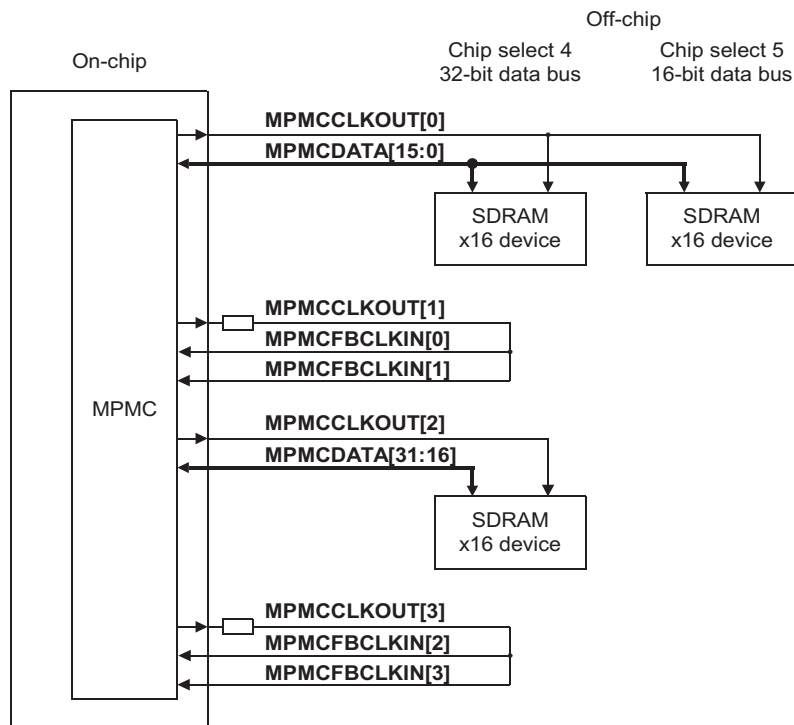 Off-chip
On-chip
Chip select 4
32-bit data bus
Chip select 5
16-bit data bus
MPMCCLKOUT[0]
MPMCDATA[15:0]
SDRAM
x16 device
SDRAM
x16 device
MPMCCLKOUT[1]
MPMCFBCLKIN[0]
MPMCFBCLKIN[1]
MPMC
MPMCCLKOUT[2]
MPMCDATA[31:16]
SDRAM
x16 device
MPMCCLKOUT[3]
MPMCFBCLKIN[2]
MPMCFBCLKIN[3]